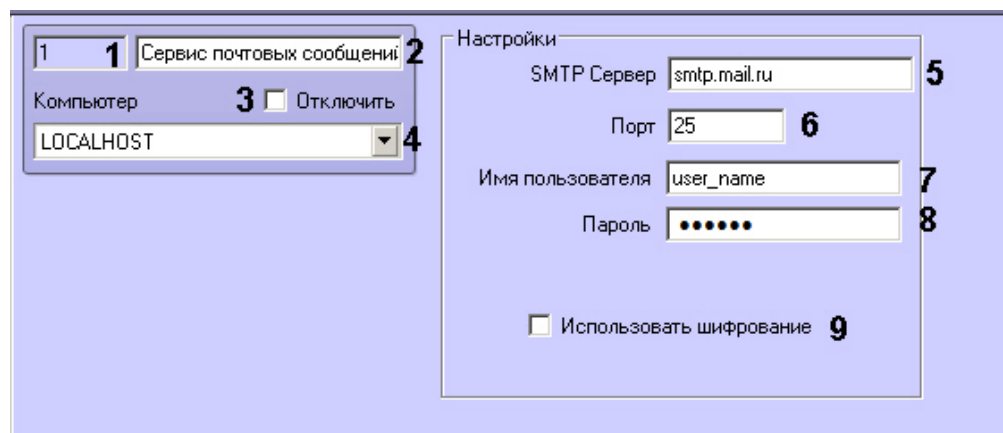 1 1 Сервис почтовых сообщений 2
Компьютер 3 Отключить
LOCALHOST 4
Настройки
SMTP Сервер smtp.mail.ru 5
Порт 25 6
Имя пользователя user_name 7
Пароль •••••• 8
Использовать шифрование 9